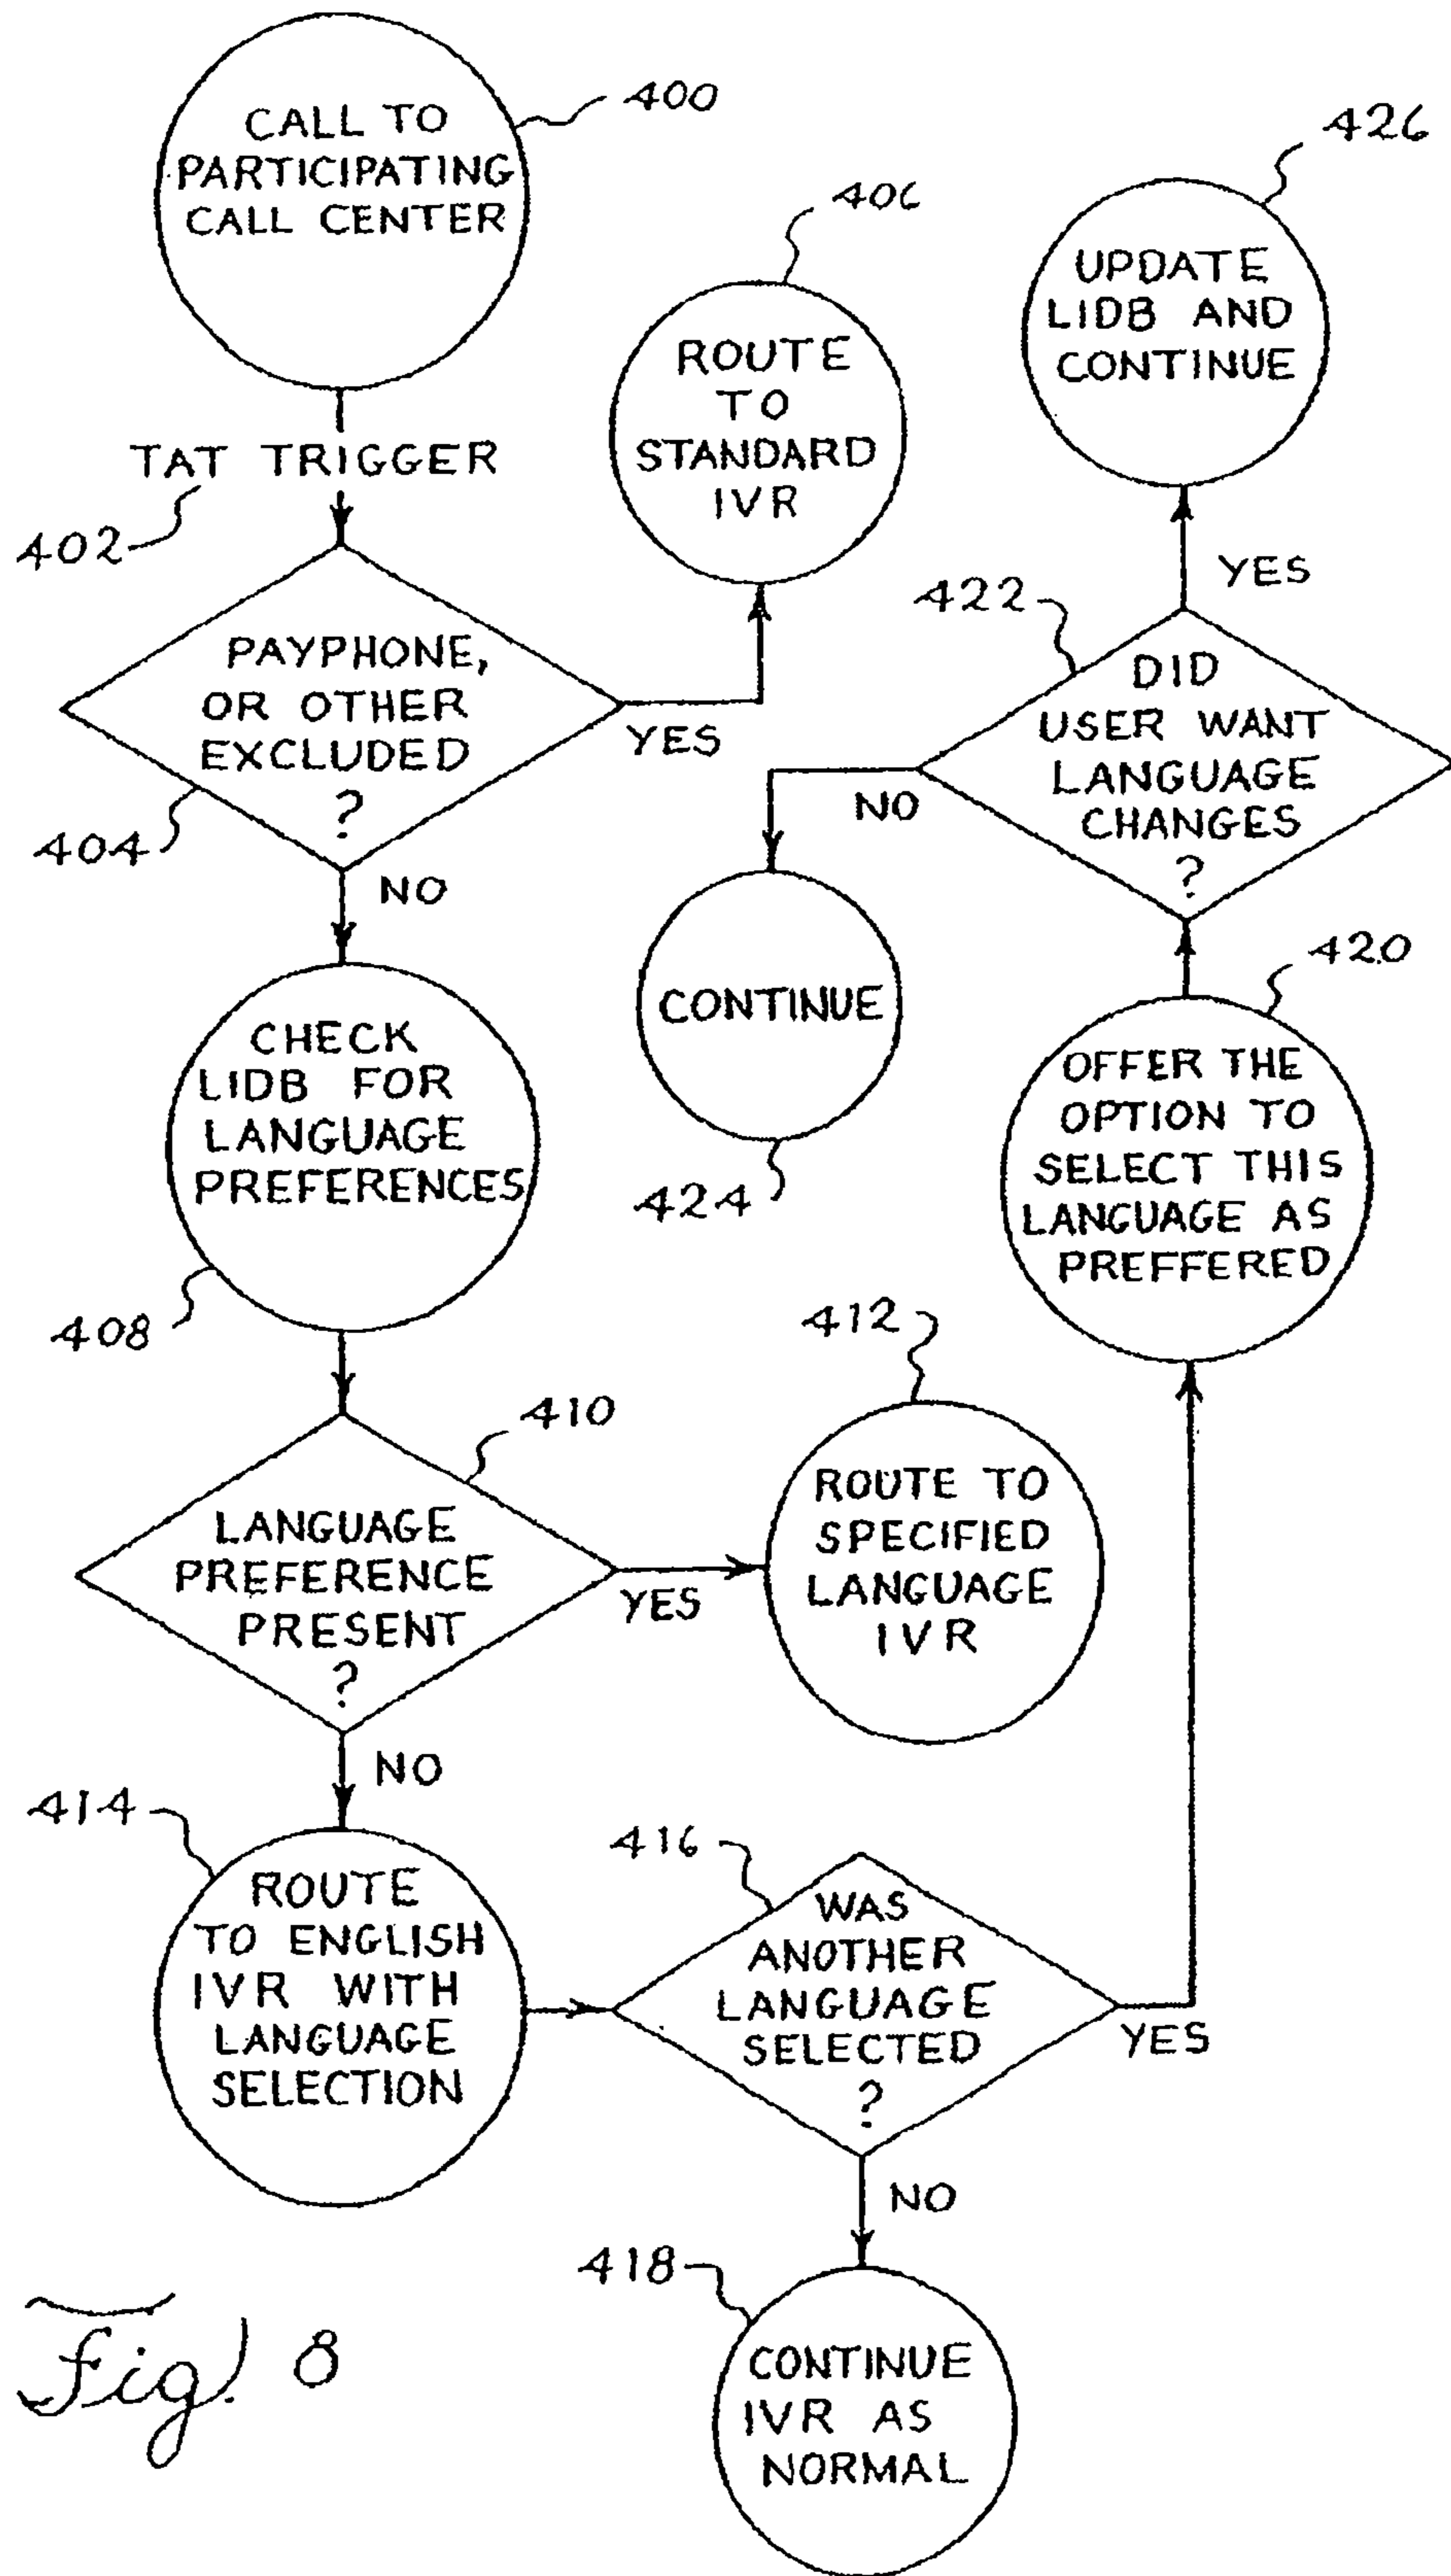 CALL TO
PARTICIPATING
CALL CENTER
400
TAT TRIGGER
402
PAYPHONE,
OR OTHER
EXCLUDED
?
404
YES
NO
406
ROUTE
TO
STANDARD
IVR
CHECK
LIDB FOR
LANGUAGE
PREFERENCES
408
410
LANGUAGE
PREFERENCE
PRESENT
?
YES
NO
412
ROUTE TO
SPECIFIED
LANGUAGE
IVR
414
ROUTE
TO ENGLISH
IVR WITH
LANGUAGE
SELECTION
416
WAS
ANOTHER
LANGUAGE
SELECTED
?
YES
NO
418
CONTINUE
IVR AS
NORMAL
420
OFFER THE
OPTION TO
SELECT THIS
LANGUAGE AS
PREFFERED
422
DID
USER WANT
LANGUAGE
CHANGES
?
NO
YES
CONTINUE
424
426
UPDATE
LIDB AND
CONTINUE
Fig. 8